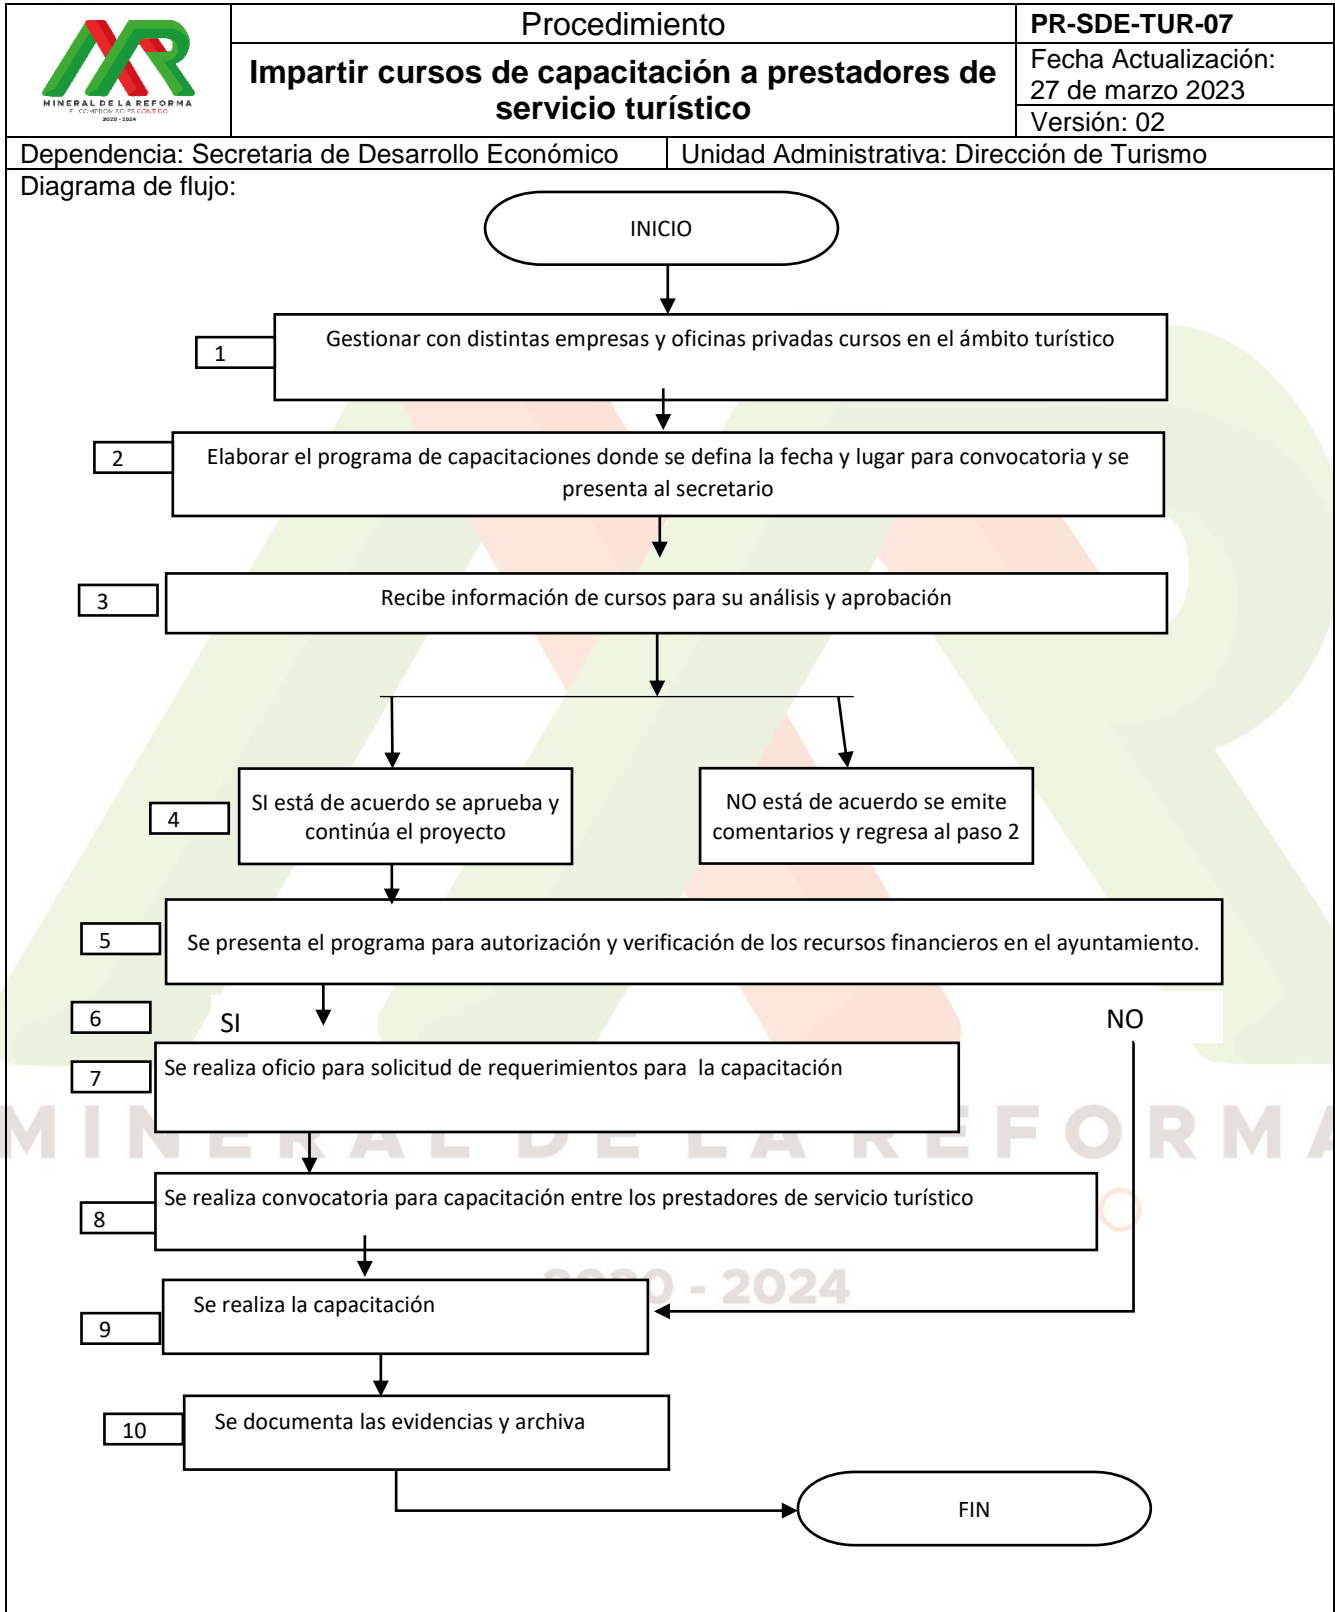 Procedimiento
PR-SDE-TUR-07
MINERAL DE LA REFORMA
EL COMPROMISO ES CONTIGO
2020 - 2024
Impartir cursos de capacitación a prestadores de
servicio turístico
Fecha Actualización:
27 de marzo 2023
Versión: 02
Dependencia: Secretaria de Desarrollo Económico
Unidad Administrativa: Dirección de Turismo
Diagrama de flujo:
INICIO
1
Gestionar con distintas empresas y oficinas privadas cursos en el ámbito turístico
2
Elaborar el programa de capacitaciones donde se defina la fecha y lugar para convocatoria y se
presenta al secretario
3
Recibe información de cursos para su análisis y aprobación
4
SI está de acuerdo se aprueba y
continúa el proyecto
NO está de acuerdo se emite
comentarios y regresa al paso 2
5
Se presenta el programa para autorización y verificación de los recursos financieros en el ayuntamiento.
6
SI
NO
7
Se realiza oficio para solicitud de requerimientos para  la capacitación
MINERAL DE LA REFORMA
8
Se realiza convocatoria para capacitación entre los prestadores de servicio turístico
2020 - 2024
9
Se realiza la capacitación
10
Se documenta las evidencias y archiva
FIN